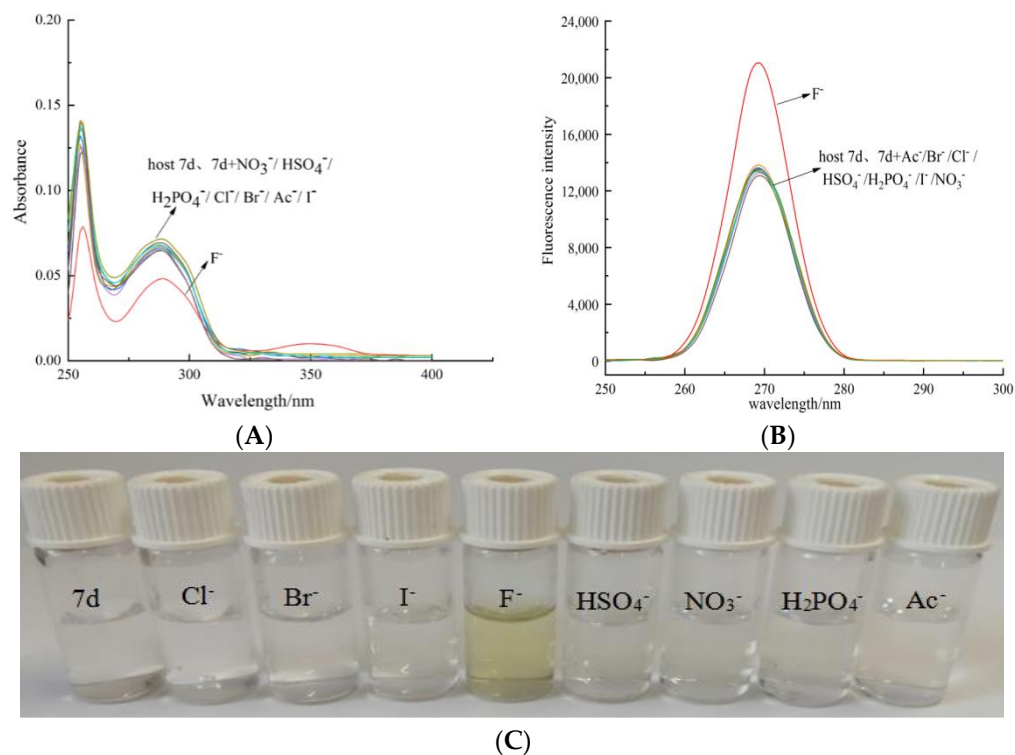 0.20
0.15
0.10
0.05
0.00
Absorbance
host 7d、7d+NO₃⁻/ HSO₄⁻/
H₂PO₄⁻/ Cl⁻/ Br⁻/ Ac⁻/ I⁻
F⁻
250 300 350 400
Wavelength/nm
(A)
24,000
20,000
16,000
12,000
8,000
4,000
0
Fluorescence intensity
F⁻
host 7d、7d+Ac⁻/Br⁻/Cl⁻/
HSO₄⁻/H₂PO₄⁻/I⁻/NO₃⁻
250 260 270 280 290 300
wavelength/nm
(B)
7d Cl⁻ Br⁻ I⁻ F⁻ HSO₄⁻ NO₃⁻ H₂PO₄⁻ Ac⁻
(C)